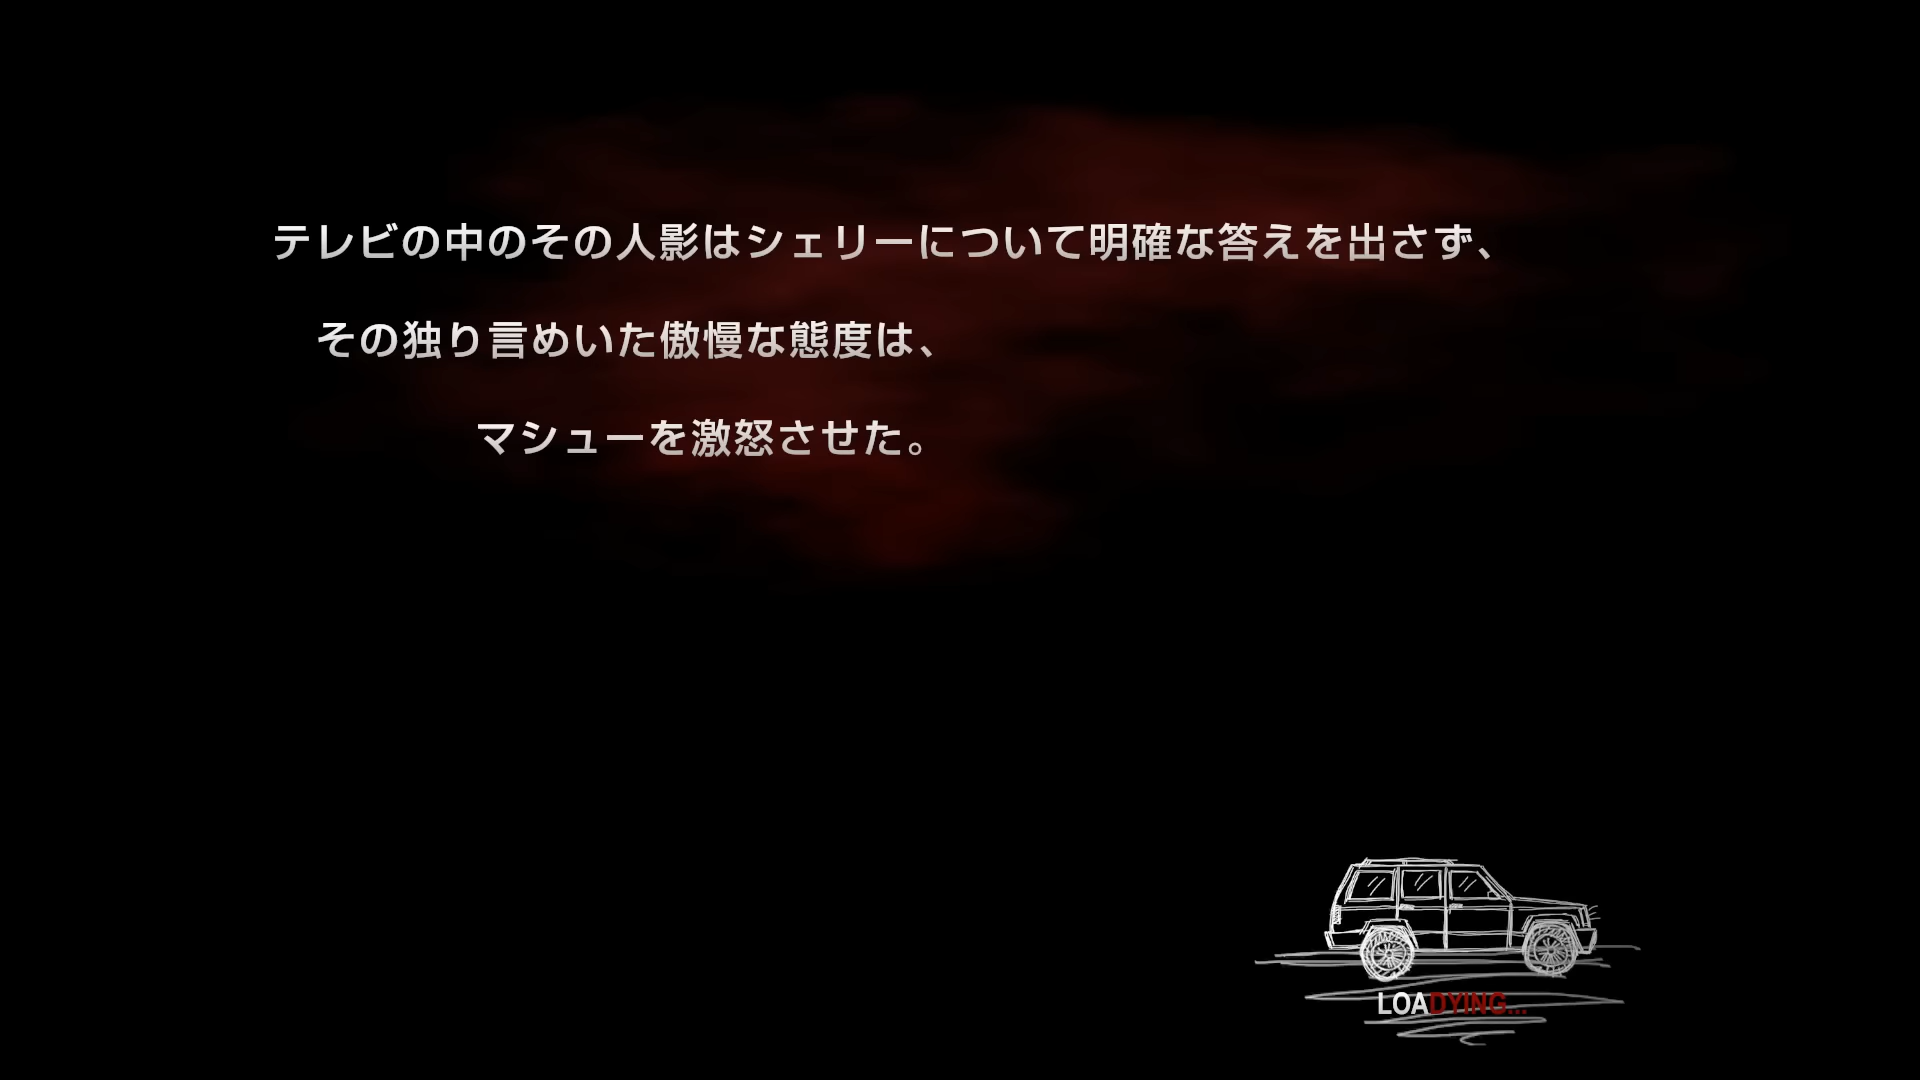 テレビの中のその人影はシェリーについて明確な答えを出さず、
その独り言めいた傲慢な態度は、
マシューを激怒させた。
LOADYING...